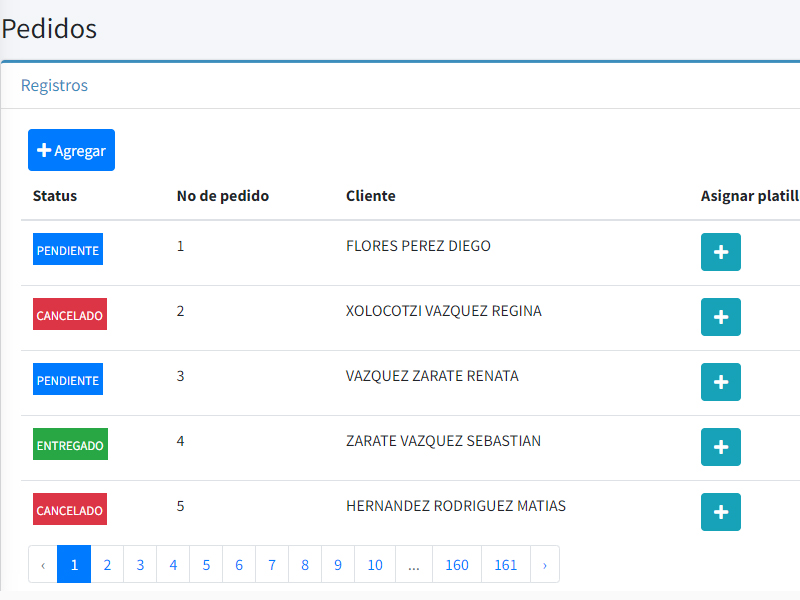 Pedidos
Registros
Agregar
Status No de pedido Cliente Asignar platill
PENDIENTE 1 FLORES PEREZ DIEGO
CANCELADO 2 XOLOCOTZI VAZQUEZ REGINA
PENDIENTE 3 VAZQUEZ ZARATE RENATA
ENTREGADO 4 ZARATE VAZQUEZ SEBASTIAN
CANCELADO 5 HERNANDEZ RODRIGUEZ MATIAS
‹ 1 2 3 4 5 6 7 8 9 10 ... 160 161 ›